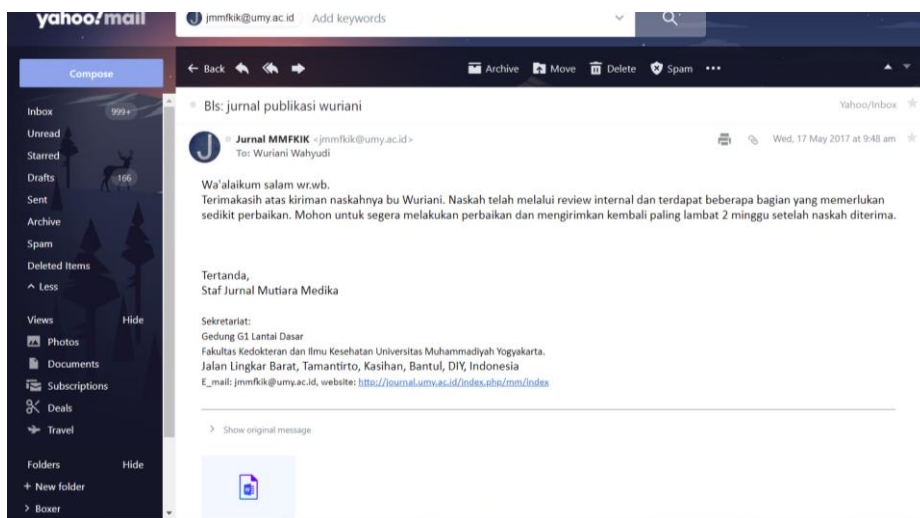 yahoo!mail
jmmfkik@umy.ac.id Add keywords
Compose
← Back Archive Move Delete Spam •••
Inbox 999+
Unread
Starred
Drafts 166
Sent
Archive
Spam
Deleted Items
Less
Views Hide
Photos
Documents
Subscriptions
Deals
Travel
Folders Hide
+ New folder
> Boxer
Bls: jurnal publikasi wuriani Yahoo/Inbox
J Jurnal MMFKIK <jmmfkik@umy.ac.id> Wed, 17 May 2017 at 9:48 am
To: Wuriani Wahyudi
Wa'alaikum salam wr.wb.
Terimakasih atas kiriman naskahnya bu Wuriani. Naskah telah melalui review internal dan terdapat beberapa bagian yang memerlukan
sedikit perbaikan. Mohon untuk segera melakukan perbaikan dan mengirimkan kembali paling lambat 2 minggu setelah naskah diterima.
Tertanda,
Staf Jurnal Mutiara Medika
Sekretariat:
Gedung G1 Lantai Dasar
Fakultas Kedokteran dan Ilmu Kesehatan Universitas Muhammadiyah Yogyakarta.
Jalan Lingkar Barat, Tamantirto, Kasihan, Bantul, DIY, Indonesia
E_mail: jmmfkik@umy.ac.id, website: http://journal.umy.ac.id/index.php/mm/index
> Show original message